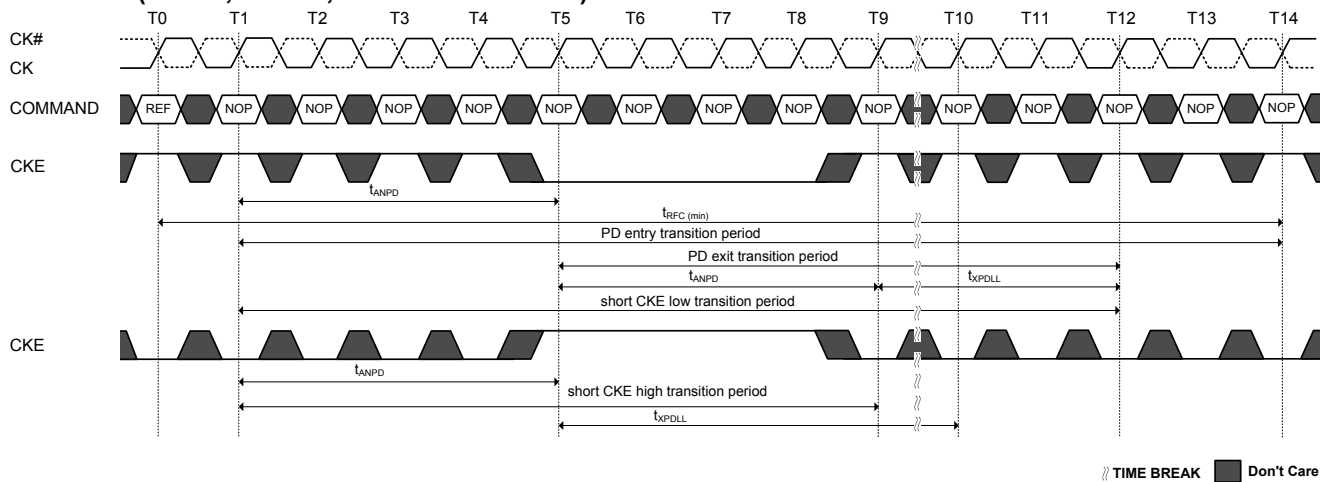 T0 T1 T2 T3 T4 T5 T6 T7 T8 T9 T10 T11 T12 T13 T14
CK#
CK
COMMAND REF NOP NOP NOP NOP NOP NOP NOP NOP NOP NOP NOP NOP NOP NOP
CKE
tANPD
tRFC (min)
PD entry transition period
PD exit transition period
tANPD tXPDLL
short CKE low transition period
CKE
tANPD
short CKE high transition period
tXPDLL
TIME BREAK Don't Care